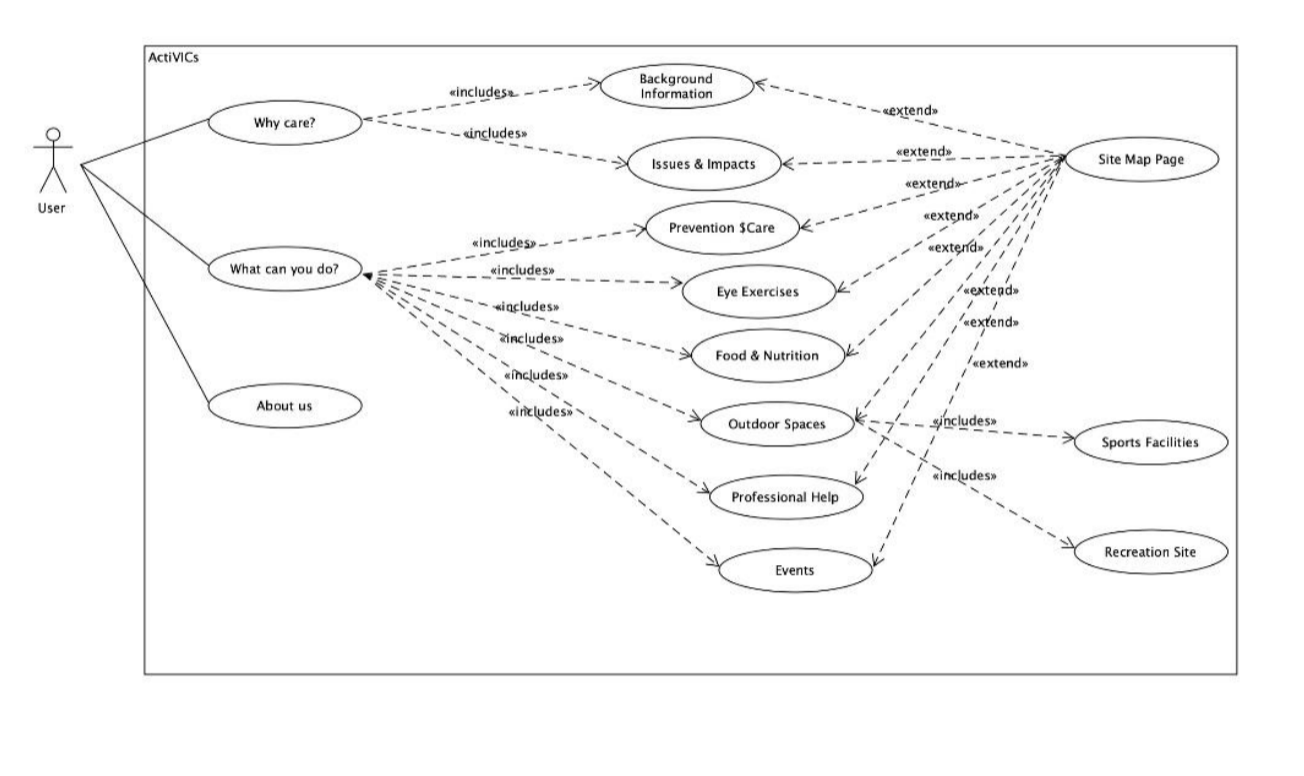 ActiVICs
Background
Information
«includes»
«extend»
Why care?
«includes»
«extend»
Issues & Impacts
Site Map Page
«extend»
User
«extend»
Prevention $Care
«includes»
«extend»
What can you do?
«includes»
Eye Exercises
«extend»
«includes»
«extend»
«includes»
Food & Nutrition
«extend»
«includes»
About us
«includes»
Outdoor Spaces
«includes»
Sports Facilities
«includes»
Professional Help
Recreation Site
Events